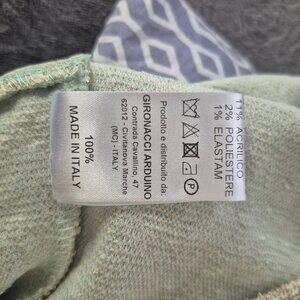 11% ACRILICO
2% POLIESTERE
1% ELASTAM
Prodotto e distribuito da:
GIRONACCI ARDUINO
Contrada Cavallino, 47
62012 - Civitanova Marche
(MC) - ITALY
100%
MADE IN ITALY